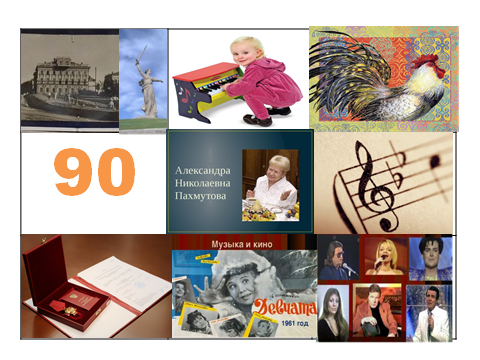 90
Александра
Николаевна
Пахмутова
Музыка и кино
Девчата
1961 год